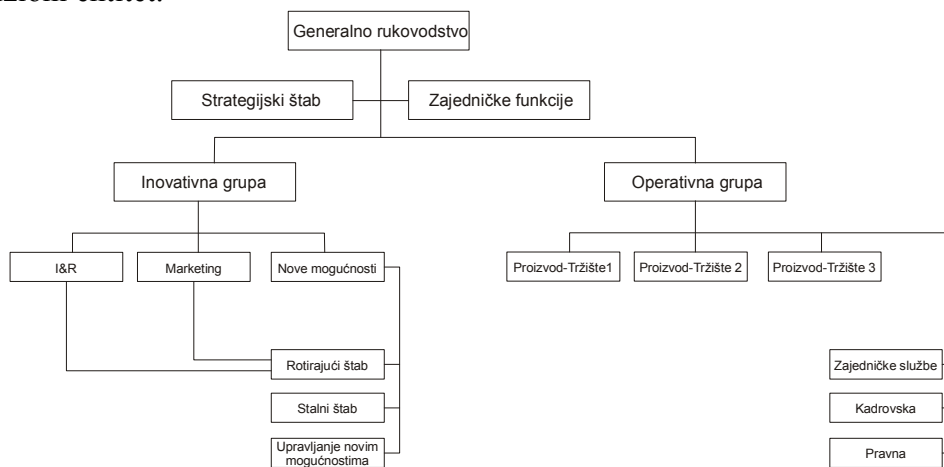 Generalno rukovodstvo
Strategijski štab
Zajedničke funkcije
Inovativna grupa
Operativna grupa
I&R
Marketing
Nove mogućnosti
Proizvod-Tržište1
Proizvod-Tržište 2
Proizvod-Tržište 3
Rotirajući štab
Zajedničke službe
Stalni štab
Kadrovska
Upravljanje novim
mogućnostima
Pravna